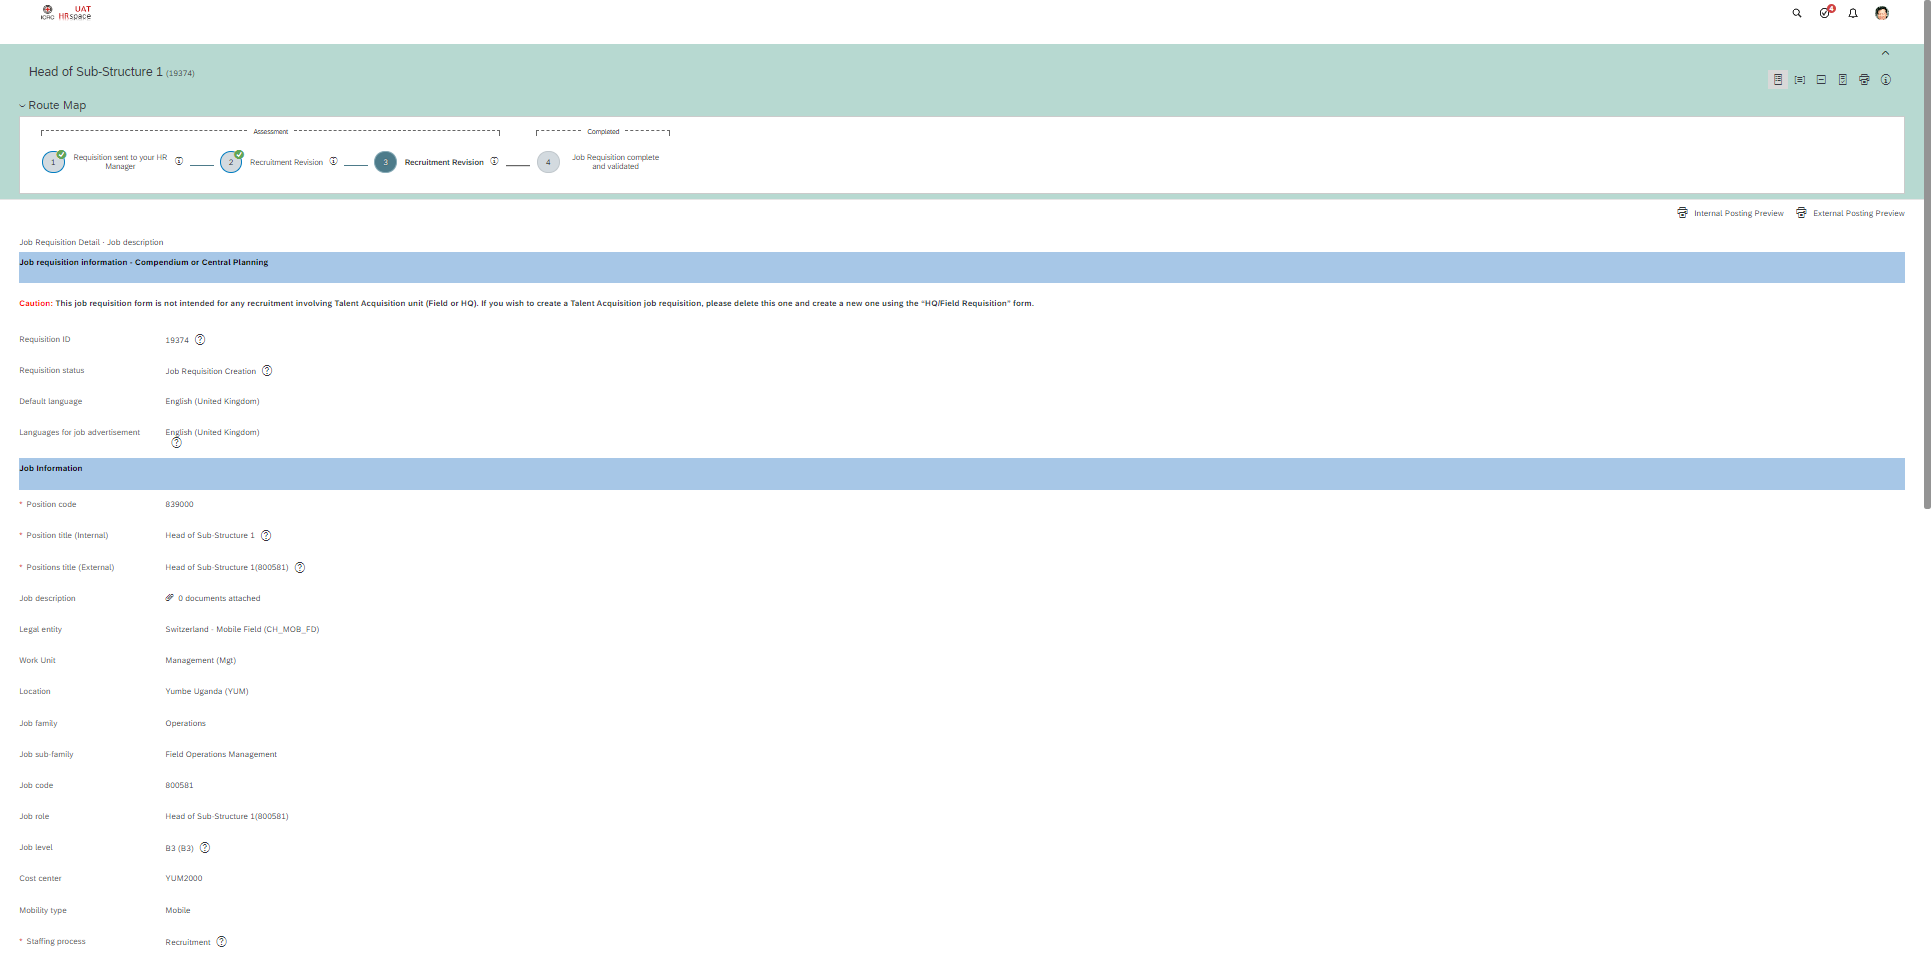 UAT
ICRC HRspace
4
Head of Sub-Structure 1 (19374)
Route Map
Assessment
Completed
1
Requisition sent to your HR Manager
2
Recruitment Revision
3
Recruitment Revision
4
Job Requisition complete and validated
Internal Posting Preview
External Posting Preview
Job Requisition Detail - Job description
Job requisition information - Compendium or Central Planning
Caution: This job requisition form is not intended for any recruitment involving Talent Acquisition unit (Field or HQ). If you wish to create a Talent Acquisition job requisition, please delete this one and create a new one using the "HQ/Field Requisition" form.
Requisition ID 19374
Requisition status Job Requisition Creation
Default language English (United Kingdom)
Languages for job advertisement English (United Kingdom)
Job Information
* Position code 839000
* Position title (Internal) Head of Sub-Structure 1
* Positions title (External) Head of Sub-Structure 1(800581)
Job description 0 documents attached
Legal entity Switzerland - Mobile Field (CH_MOB_FD)
Work Unit Management (Mgt)
Location Yumbe Uganda (YUM)
Job family Operations
Job sub-family Field Operations Management
Job code 800581
Job role Head of Sub-Structure 1(800581)
Job level B3 (B3)
Cost center YUM2000
Mobility type Mobile
* Staffing process Recruitment